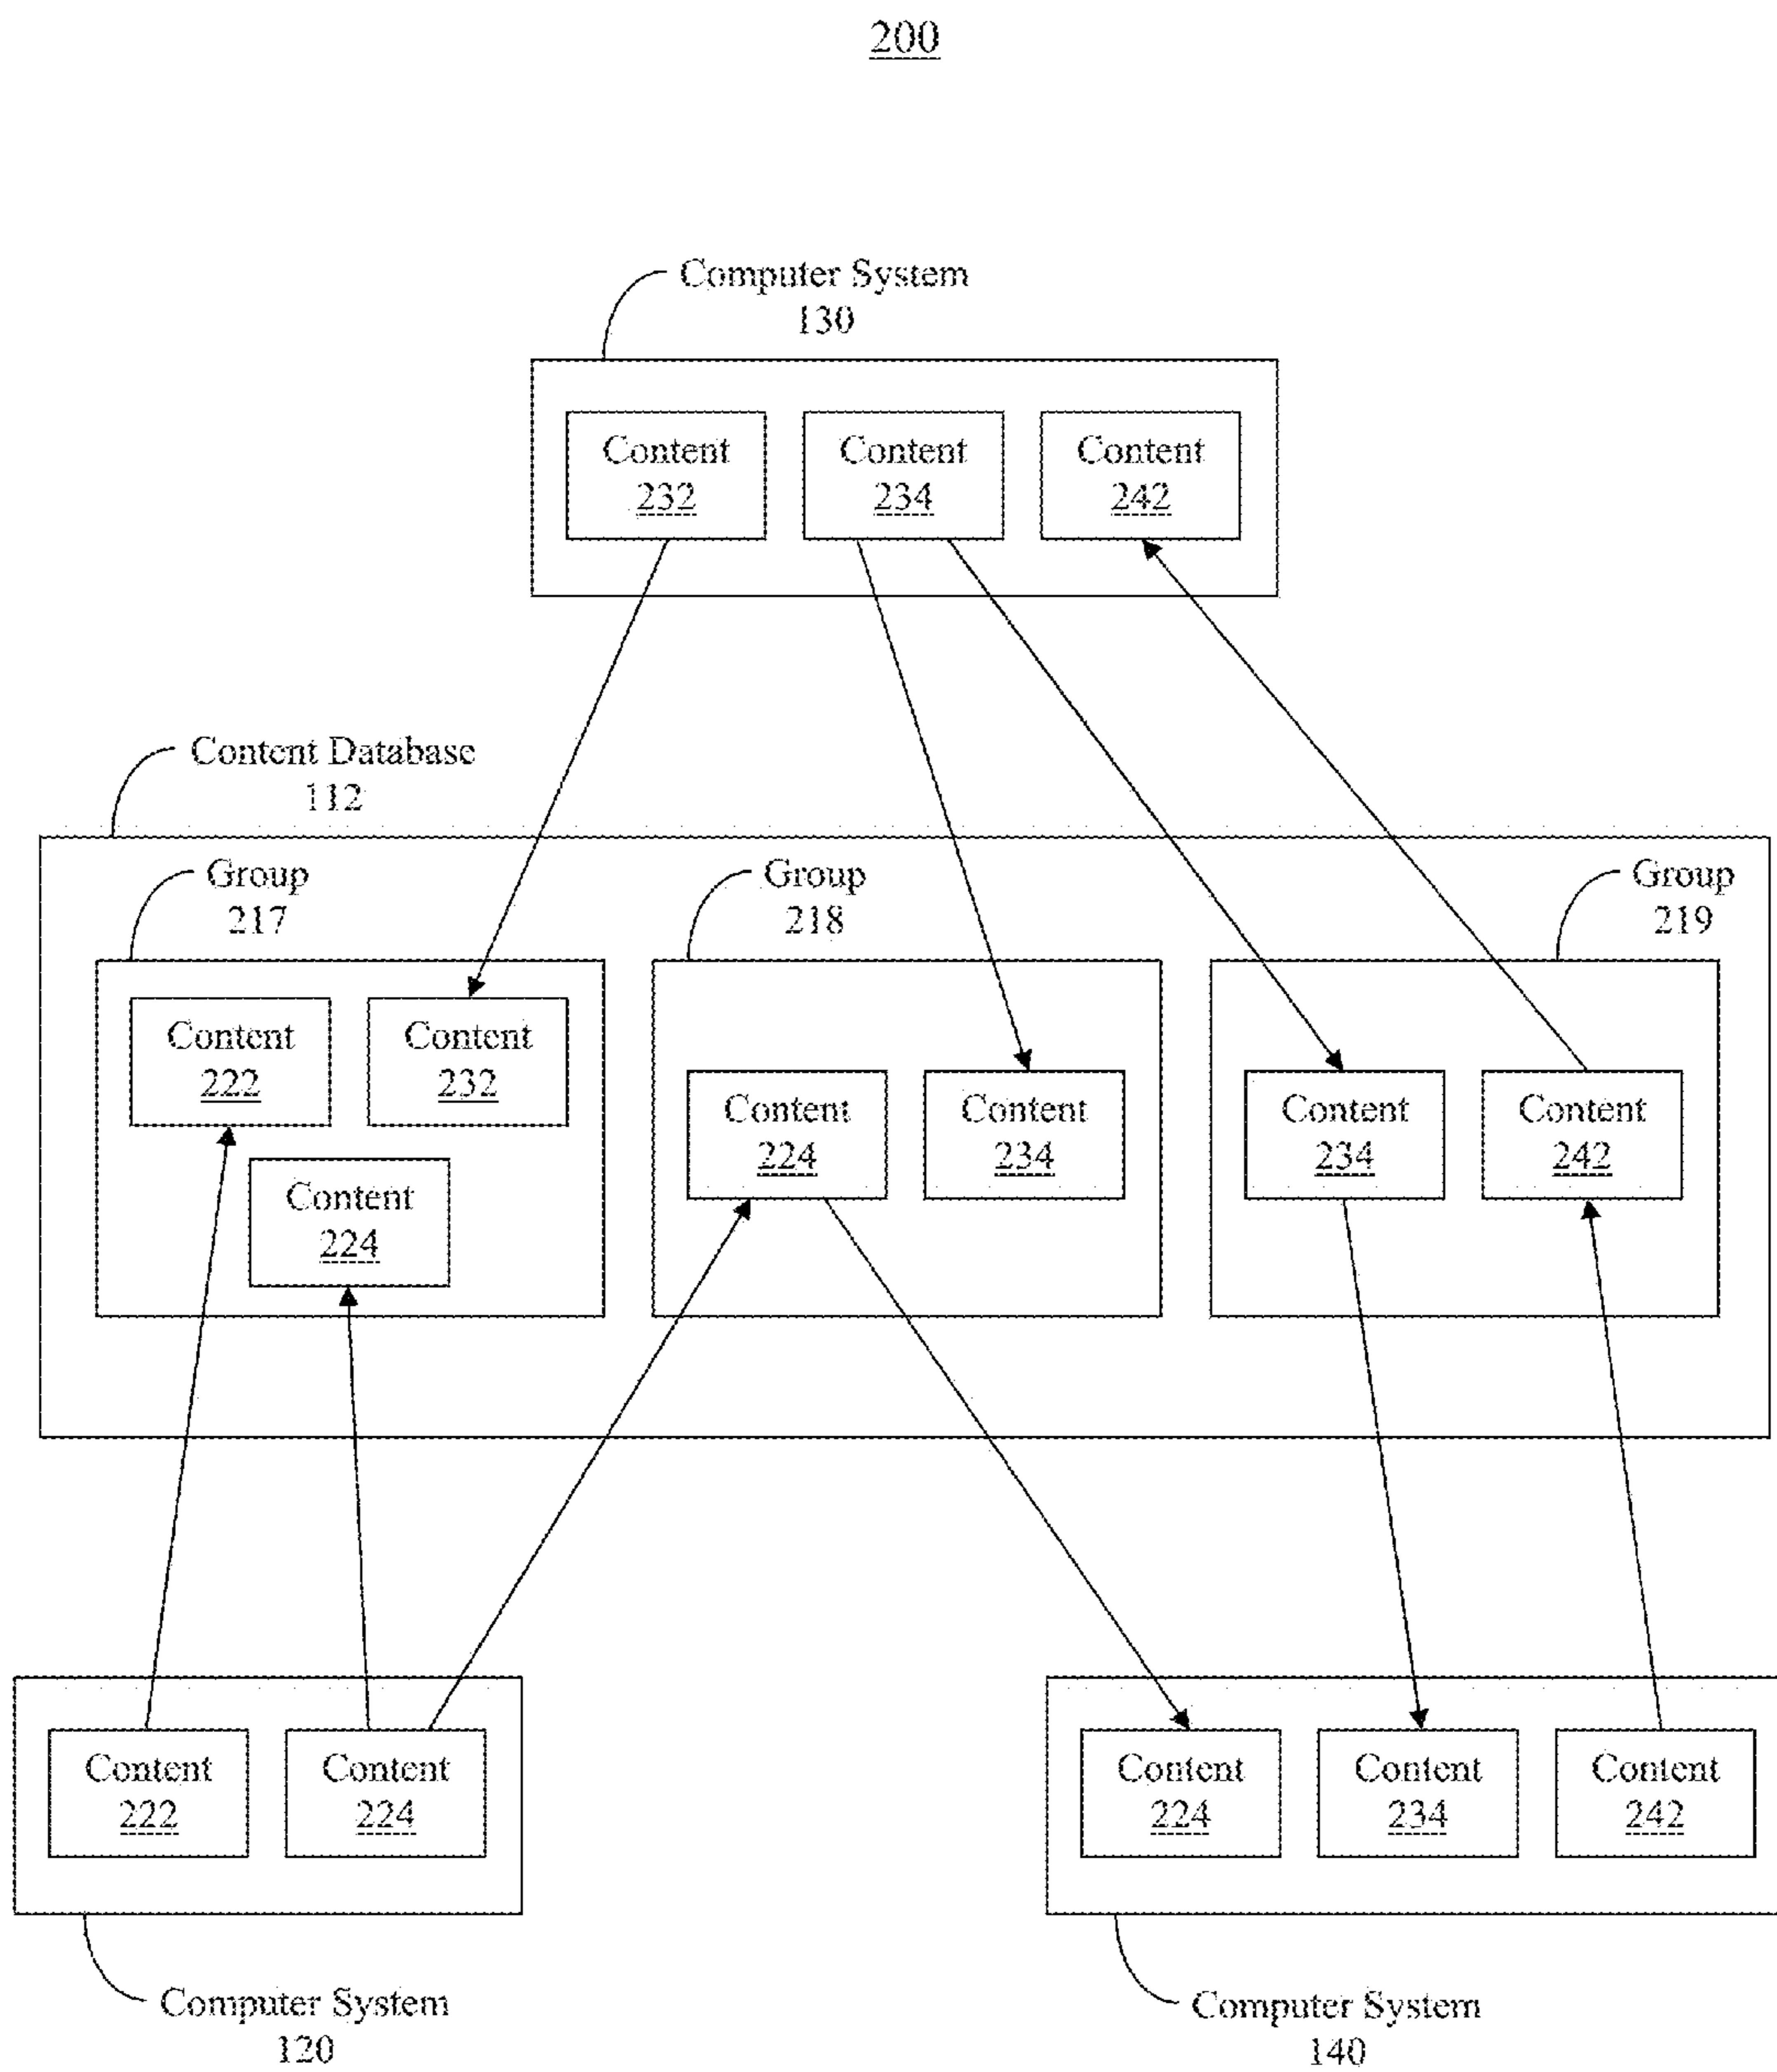 200
Computer System
130
Content
232
Content
234
Content
242
Content Database
112
Group
217
Group
218
Group
219
Content
222
Content
232
Content
224
Content
224
Content
234
Content
234
Content
242
Content
222
Content
224
Content
224
Content
234
Content
242
Computer System
120
Computer System
140